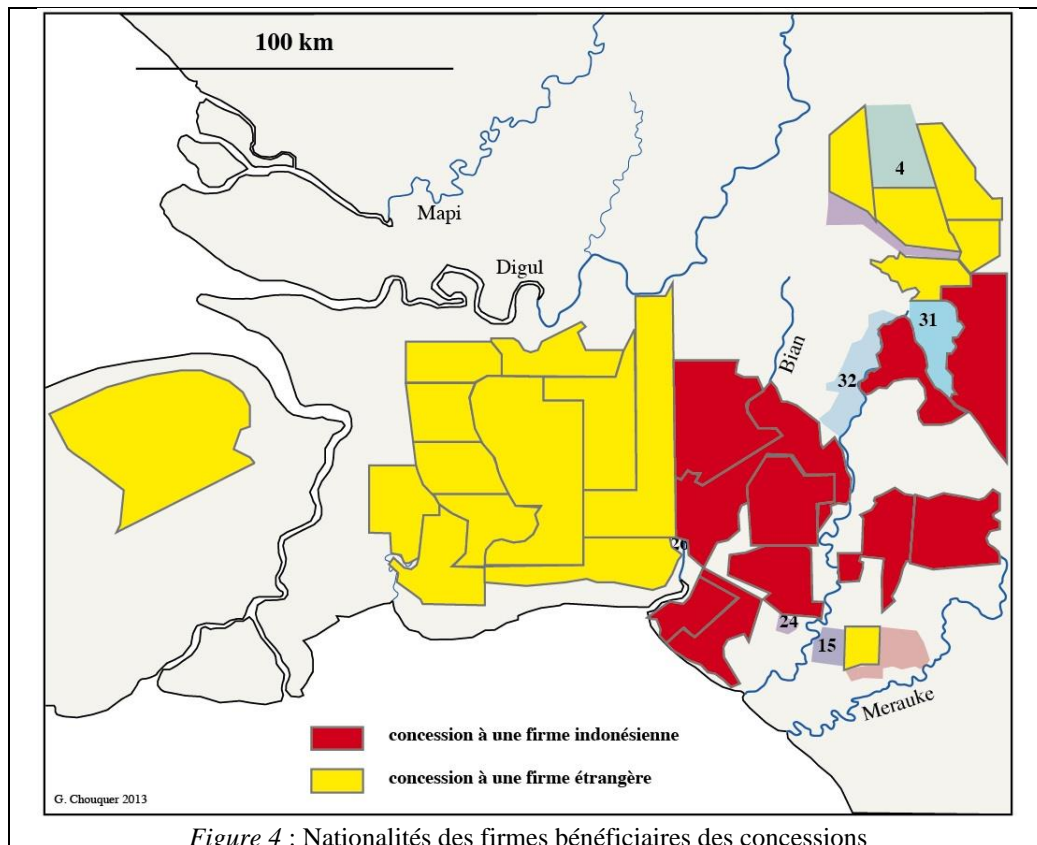 100 km
4
Mapi
Digul
31
Bian
32
26
24
15
Merauke
concession à une firme indonésienne
concession à une firme étrangère
G. Chouquer 2013
Figure 4 : Nationalités des firmes bénéficiaires des concessions